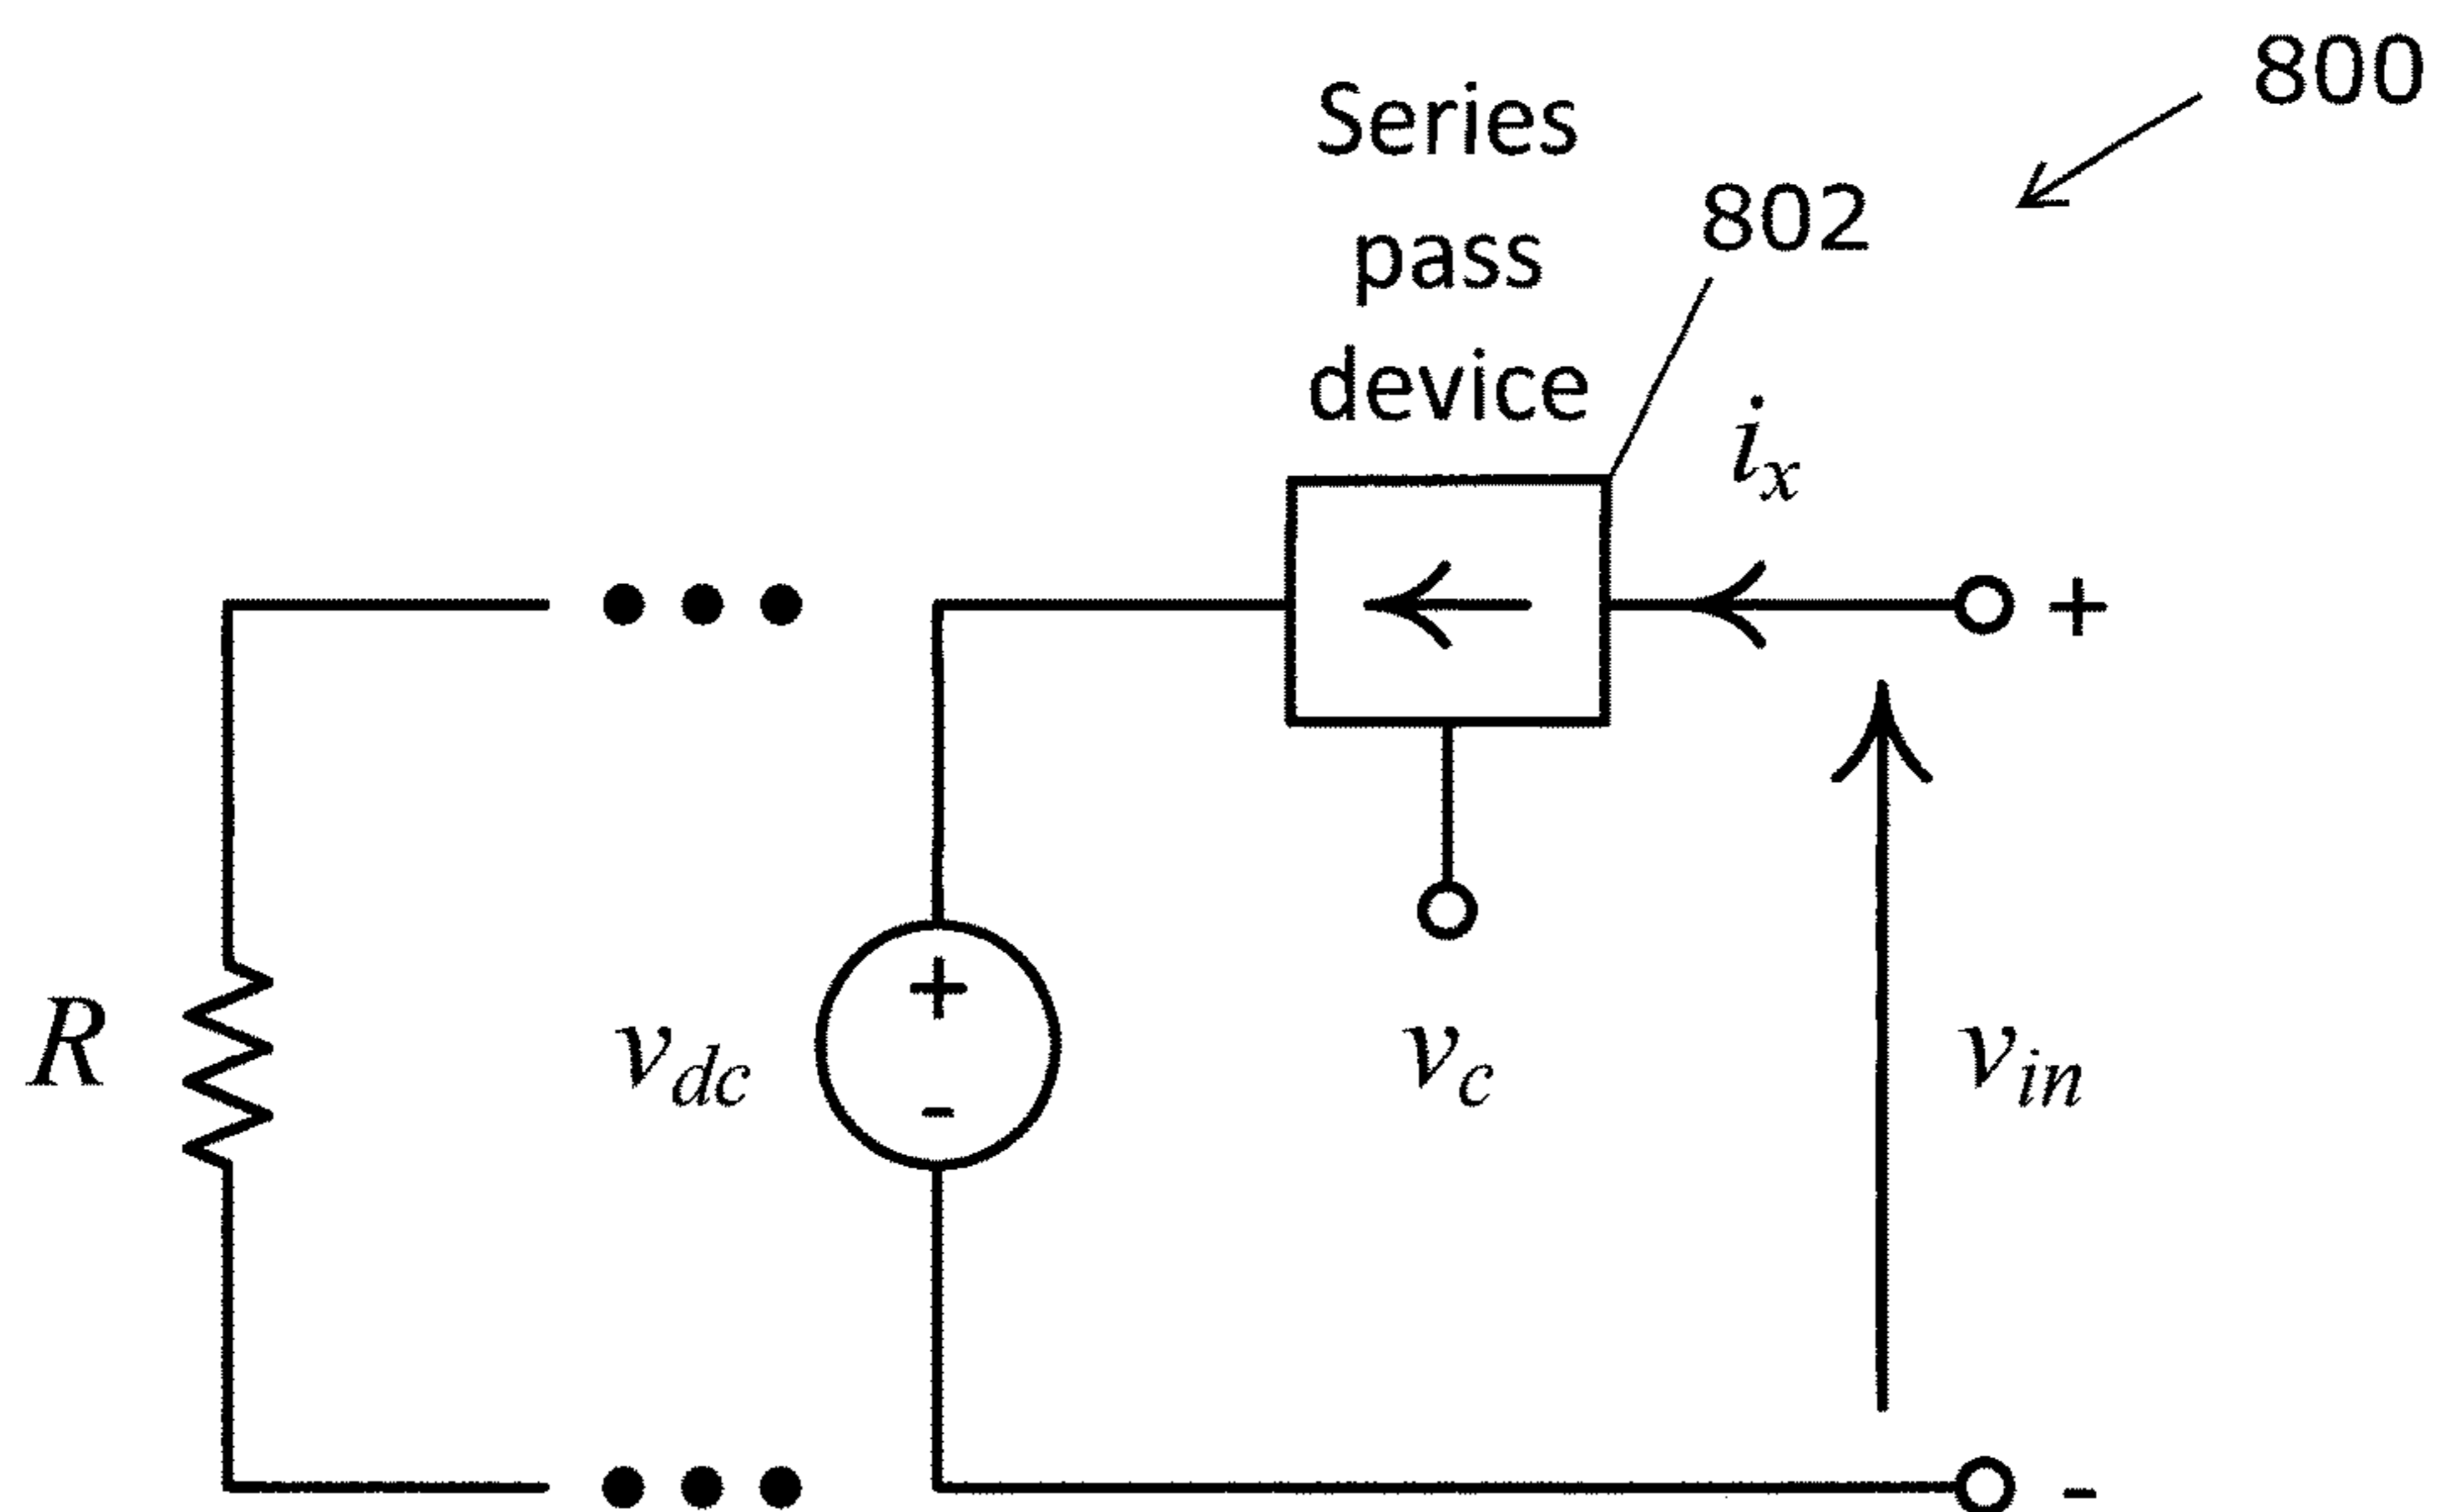 800
Series
pass
device
802
i_x
+
R
v_dc
+
-
v_c
v_in
-